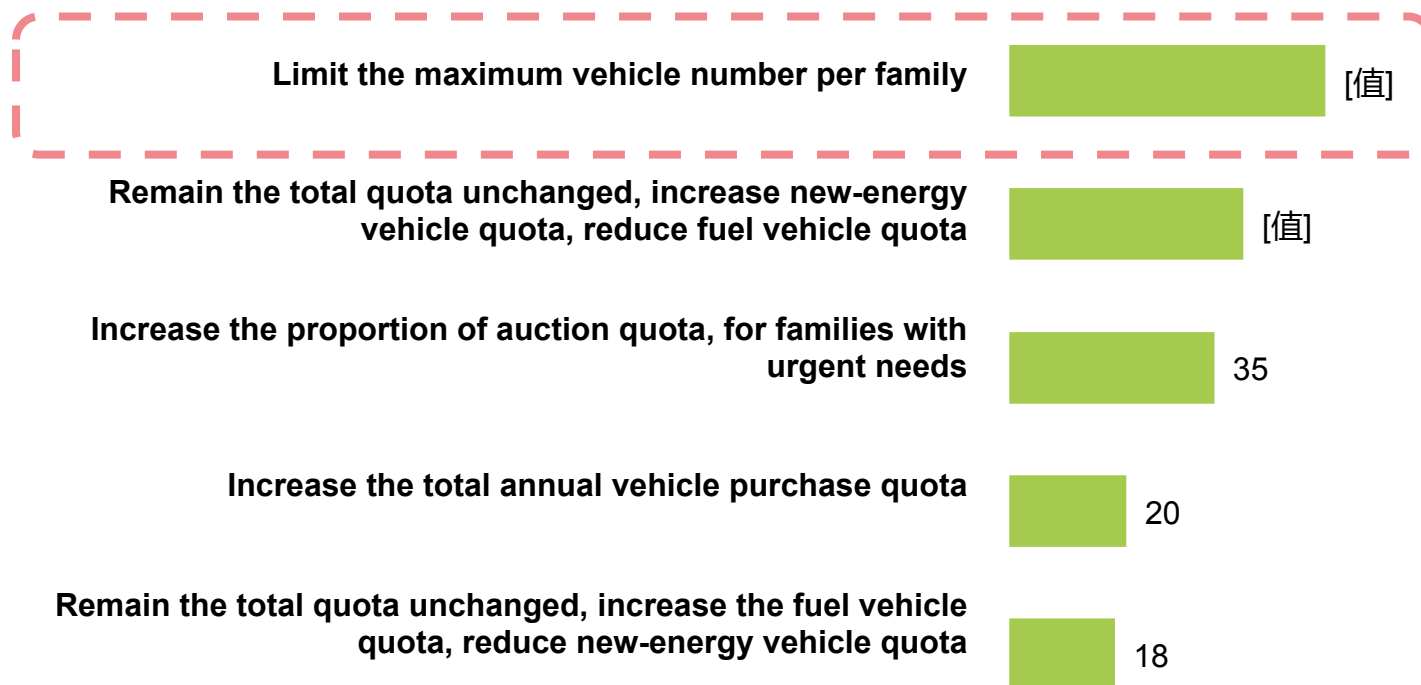 Limit the maximum vehicle number per family
[值]
Remain the total quota unchanged, increase new-energy
vehicle quota, reduce fuel vehicle quota
[值]
Increase the proportion of auction quota, for families with
urgent needs
35
Increase the total annual vehicle purchase quota
20
Remain the total quota unchanged, increase the fuel vehicle
quota, reduce new-energy vehicle quota
18